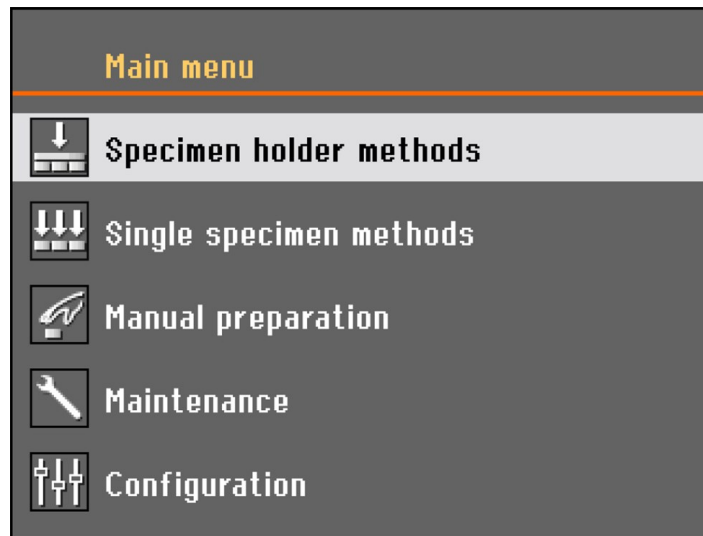 Main menu
Specimen holder methods
Single specimen methods
Manual preparation
Maintenance
Configuration